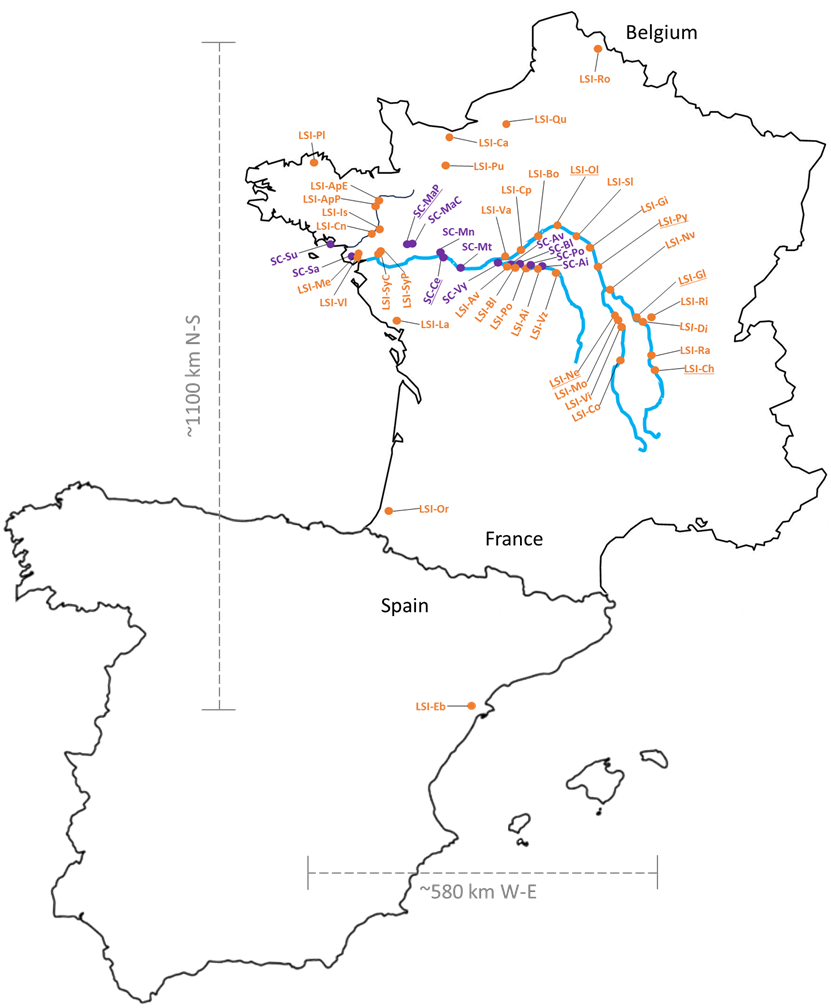 Belgium
LSI-Ro
LSI-Qu
LSI-Pl
LSI-Ca
LSI-Pu
LSI-Bo
LSI-Ol
LSI-Sl
LSI-ApE
LSI-ApP
LSI-Is
LSI-Cn
SC-MaP
SC-MaC
LSI-Cp
LSI-Va
LSI-Gi
LSI-Py
LSI-Nv
SC-Su
SC-Sa
LSI-Me
LSI-Vl
LSI-SyC
LSI-SyP
SC-Mn
SC-Mt
SC-Ce
SC-Vy
SC-Av
SC-Bl
SC-Po
SC-Ai
LSI-Av
LSI-Bl
LSI-Po
LSI-Ai
LSI-Vz
LSI-Gl
LSI-Ri
LSI-Di
LSI-Ra
LSI-Ch
LSI-La
LSI-Ne
LSI-Mo
LSI-Vi
LSI-Co
~1100 km N-S
LSI-Or
France
Spain
LSI-Eb
~580 km W-E